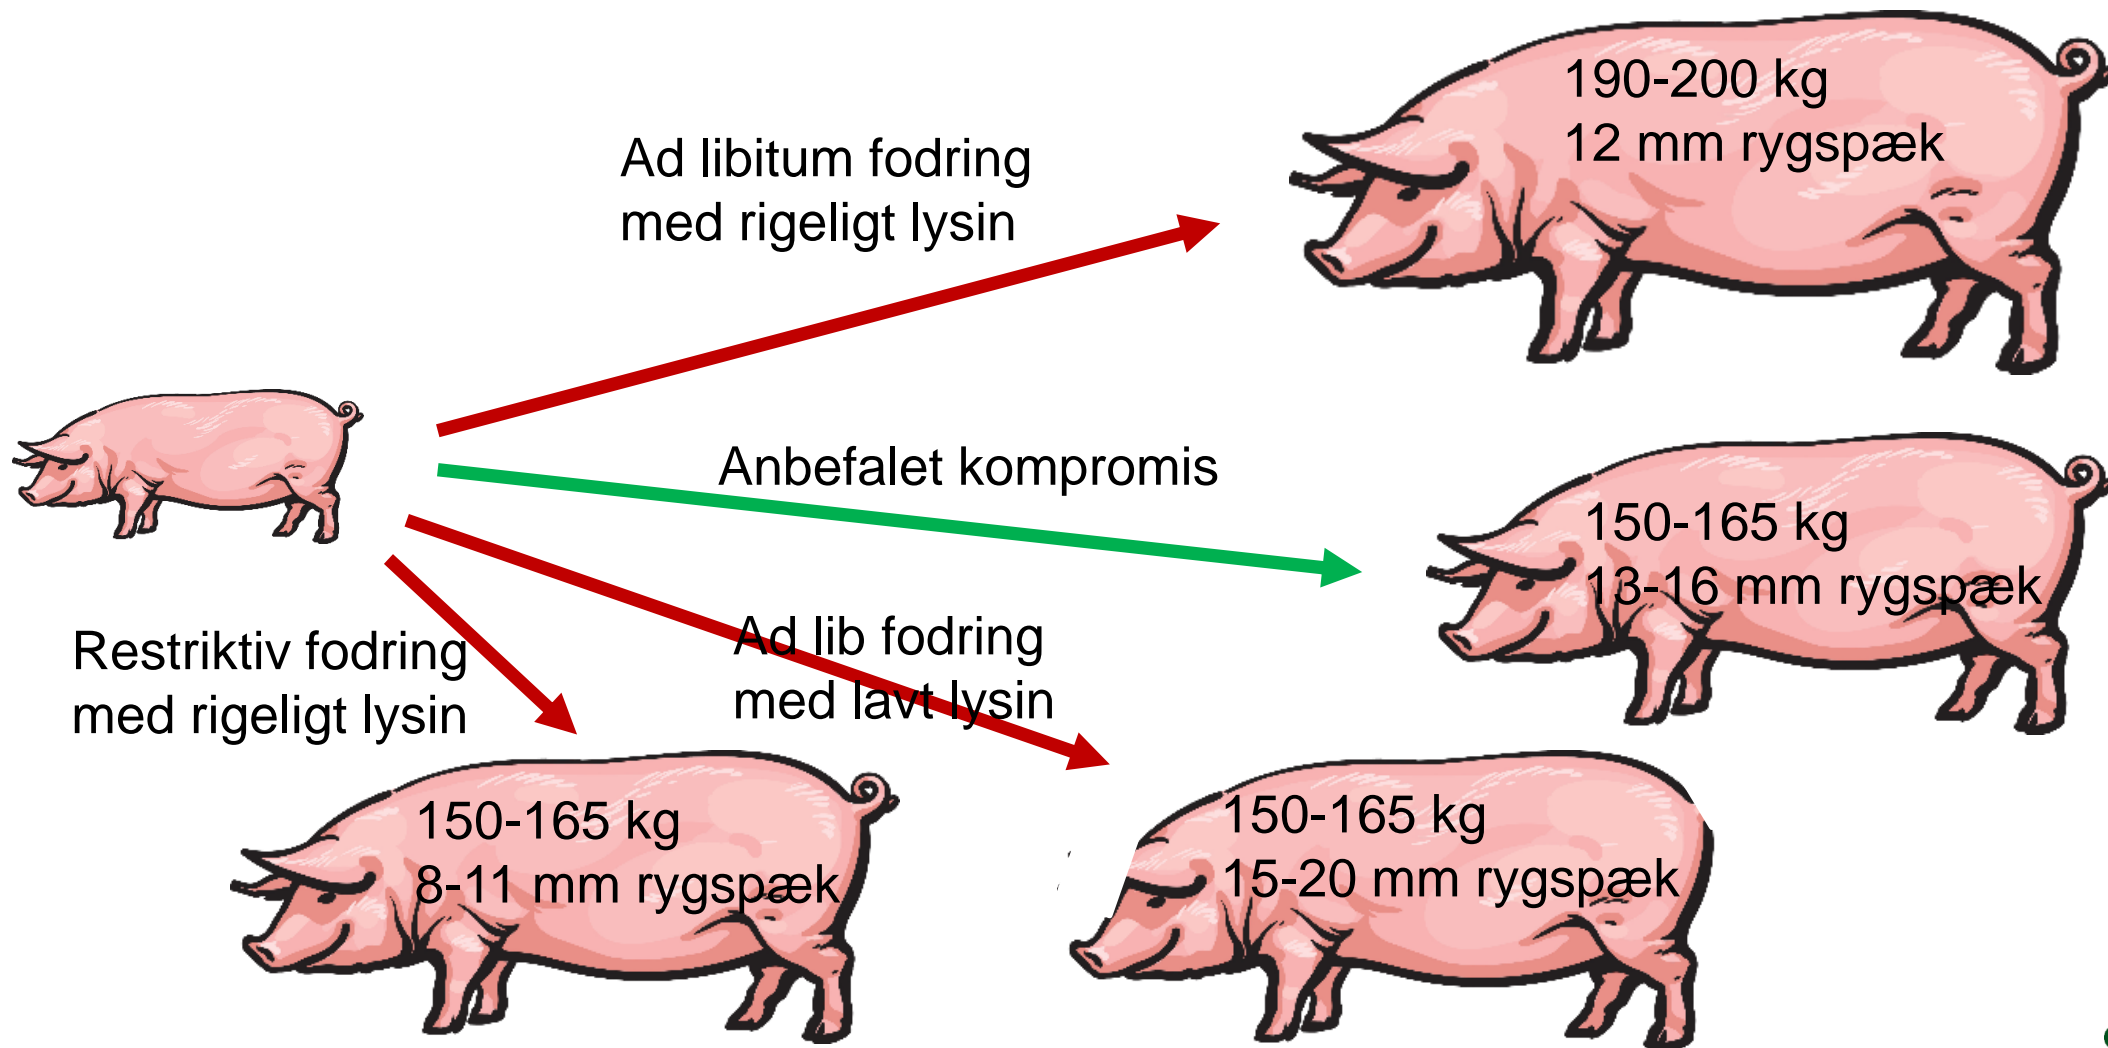 190-200 kg
12 mm rygspæk
Ad libitum fodring
med rigeligt lysin
Anbefalet kompromis
150-165 kg
13-16 mm rygspæk
Restriktiv fodring
med rigeligt lysin
Ad lib fodring
med lavt lysin
150-165 kg
8-11 mm rygspæk
150-165 kg
15-20 mm rygspæk